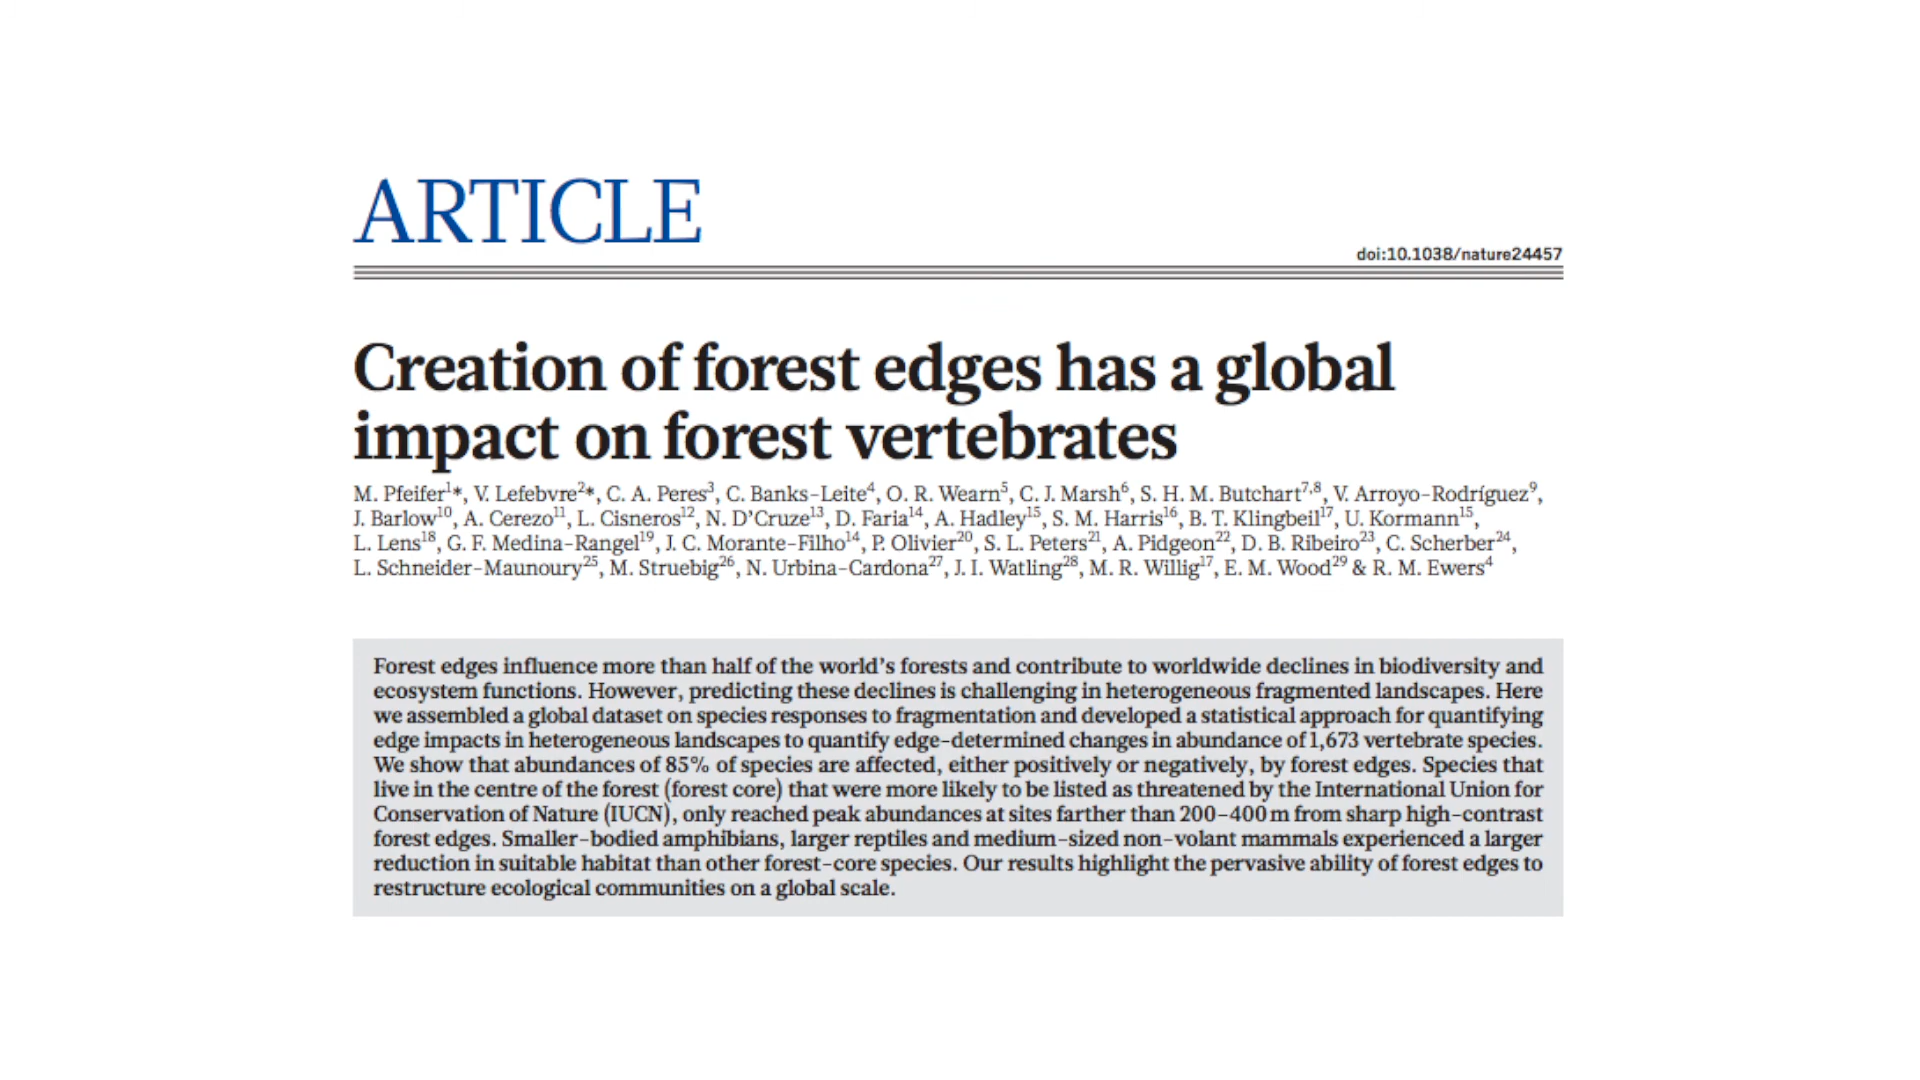 ARTICLE
doi:10.1038/nature24457
Creation of forest edges has a global
impact on forest vertebrates
M. Pfeifer1*, V. Lefebvre2*, C. A. Peres3, C. Banks-Leite4, O. R. Wearn5, C. J. Marsh6, S. H. M. Butchart7,8, V. Arroyo-Rodríguez9,
J. Barlow10, A. Cerezo11, L. Cisneros12, N. D'Cruze13, D. Faria14, A. Hadley15, S. M. Harris16, B. T. Klingbeil17, U. Kormann15,
L. Lens18, G. F. Medina-Rangel19, J. C. Morante-Filho14, P. Olivier20, S. L. Peters21, A. Pidgeon22, D. B. Ribeiro23, C. Scherber24,
L. Schneider-Maunoury25, M. Struebig26, N. Urbina-Cardona27, J. I. Watling28, M. R. Willig17, E. M. Wood29 & R. M. Ewers4
Forest edges influence more than half of the world's forests and contribute to worldwide declines in biodiversity and
ecosystem functions. However, predicting these declines is challenging in heterogeneous fragmented landscapes. Here
we assembled a global dataset on species responses to fragmentation and developed a statistical approach for quantifying
edge impacts in heterogeneous landscapes to quantify edge-determined changes in abundance of 1,673 vertebrate species.
We show that abundances of 85% of species are affected, either positively or negatively, by forest edges. Species that
live in the centre of the forest (forest core) that were more likely to be listed as threatened by the International Union for
Conservation of Nature (IUCN), only reached peak abundances at sites farther than 200–400 m from sharp high-contrast
forest edges. Smaller-bodied amphibians, larger reptiles and medium-sized non-volant mammals experienced a larger
reduction in suitable habitat than other forest-core species. Our results highlight the pervasive ability of forest edges to
restructure ecological communities on a global scale.